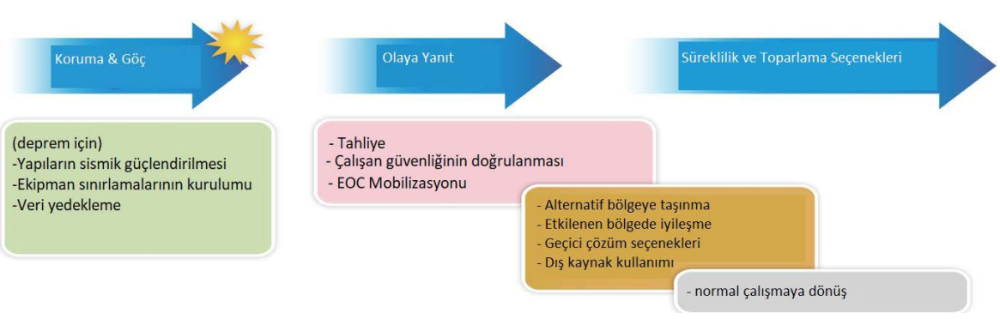 Koruma & Göç
Olaya Yanıt
Süreklilik ve Toparlama Seçenekleri
(deprem için)
-Yapıların sismik güçlendirilmesi
-Ekipman sınırlamalarının kurulumu
-Veri yedekleme
- Tahliye
- Çalışan güvenliğinin doğrulanması
- EOC Mobilizasyonu
- Alternatif bölgeye taşınma
- Etkilenen bölgede iyileşme
- Geçici çözüm seçenekleri
- Dış kaynak kullanımı
- normal çalışmaya dönüş